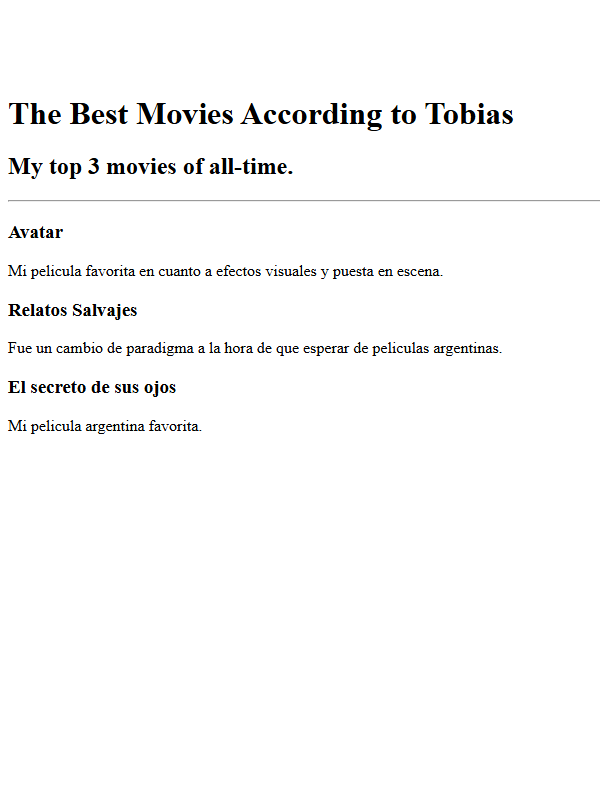 The Best Movies According to Tobias
My top 3 movies of all-time.
Avatar
Mi pelicula favorita en cuanto a efectos visuales y puesta en escena.
Relatos Salvajes
Fue un cambio de paradigma a la hora de que esperar de peliculas argentinas.
El secreto de sus ojos
Mi pelicula argentina favorita.